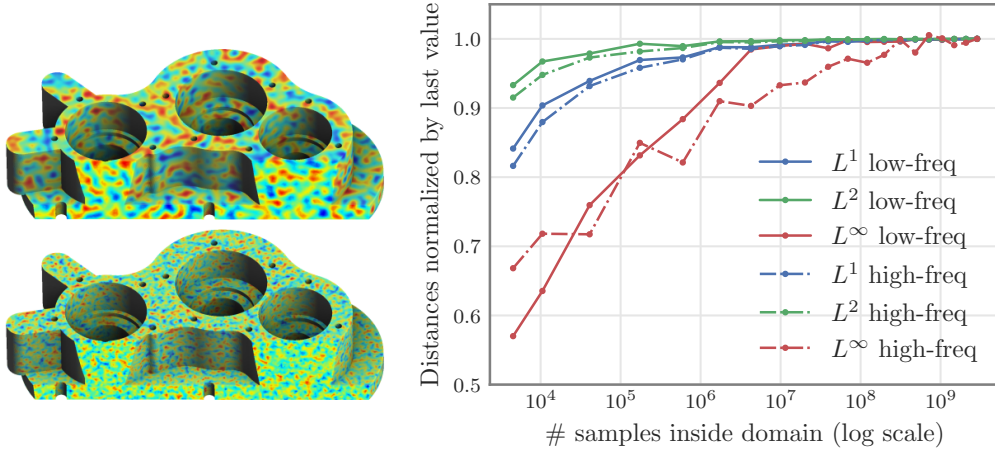 Distances normalized by last value
1.0
0.9
0.8
0.7
0.6
0.5
L¹ low-freq
L² low-freq
L∞ low-freq
L¹ high-freq
L² high-freq
L∞ high-freq
10⁴ 10⁵ 10⁶ 10⁷ 10⁸ 10⁹
# samples inside domain (log scale)